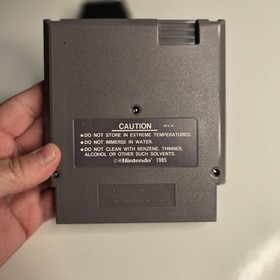 CAUTION
• DO NOT STORE IN EXTREME TEMPERATURES.
• DO NOT IMMERSE IN WATER.
• DO NOT CLEAN WITH BENZENE, THINNER,
ALCOHOL OR OTHER SUCH SOLVENTS.
©Nintendo® 1985